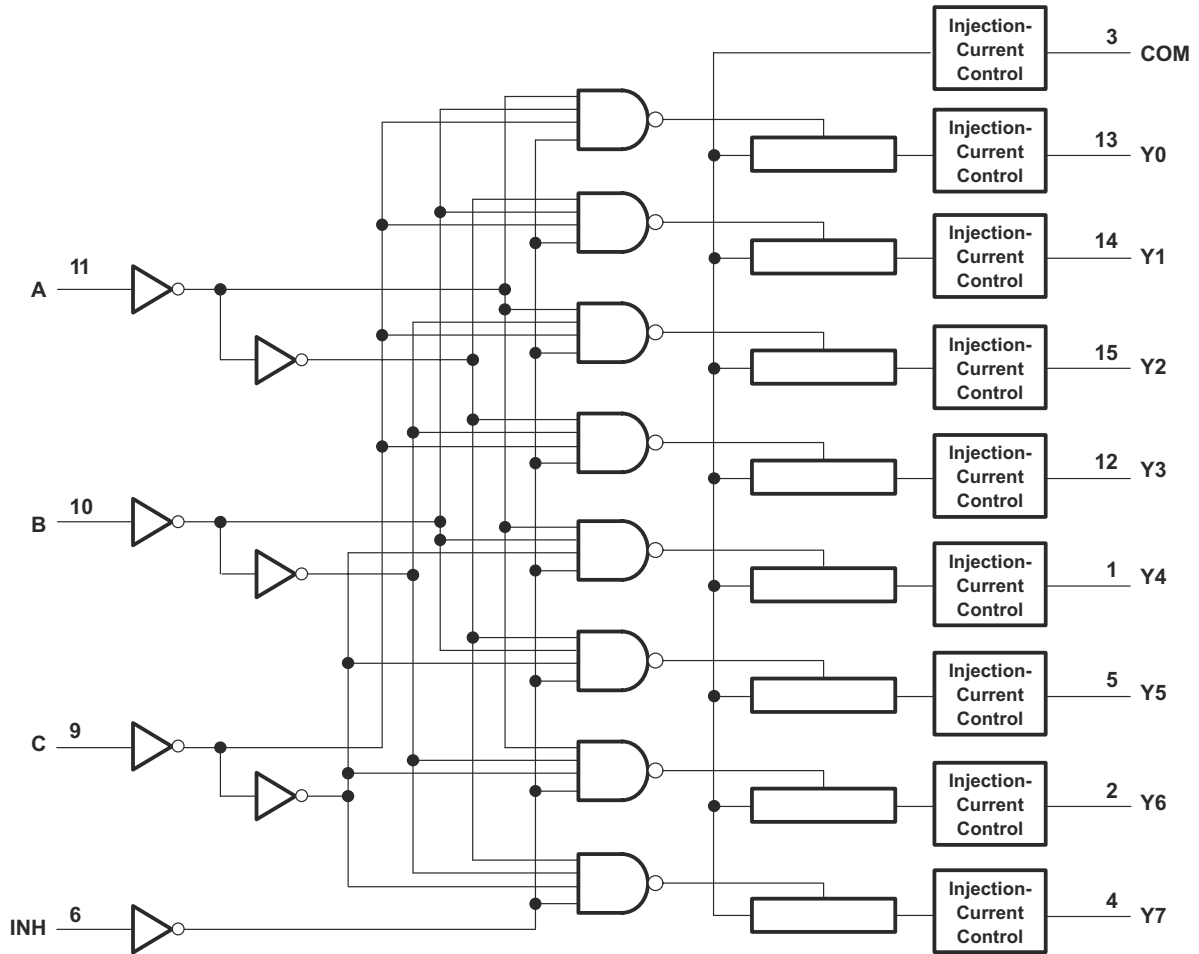 Injection-
Current
Control
3
COM
Injection-
Current
Control
13
Y0
Injection-
Current
Control
14
Y1
11
A
Injection-
Current
Control
15
Y2
Injection-
Current
Control
12
Y3
10
B
Injection-
Current
Control
1
Y4
Injection-
Current
Control
5
Y5
9
C
Injection-
Current
Control
2
Y6
Injection-
Current
Control
4
Y7
6
INH